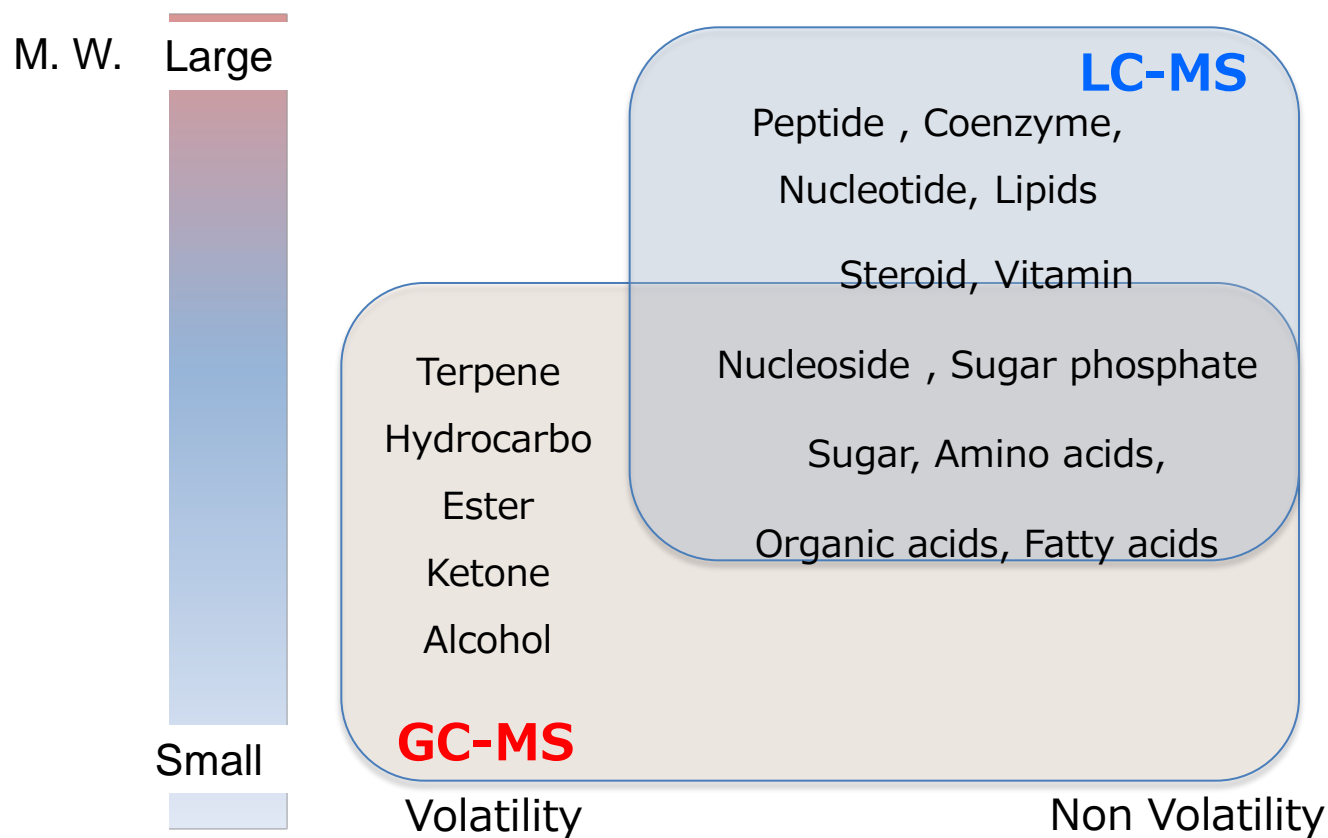 M. W. Large
LC-MS
Peptide , Coenzyme,
Nucleotide, Lipids
Steroid, Vitamin
Nucleoside , Sugar phosphate
Sugar, Amino acids,
Organic acids, Fatty acids
Terpene
Hydrocarbo
Ester
Ketone
Alcohol
GC-MS
Small
Volatility
Non Volatility